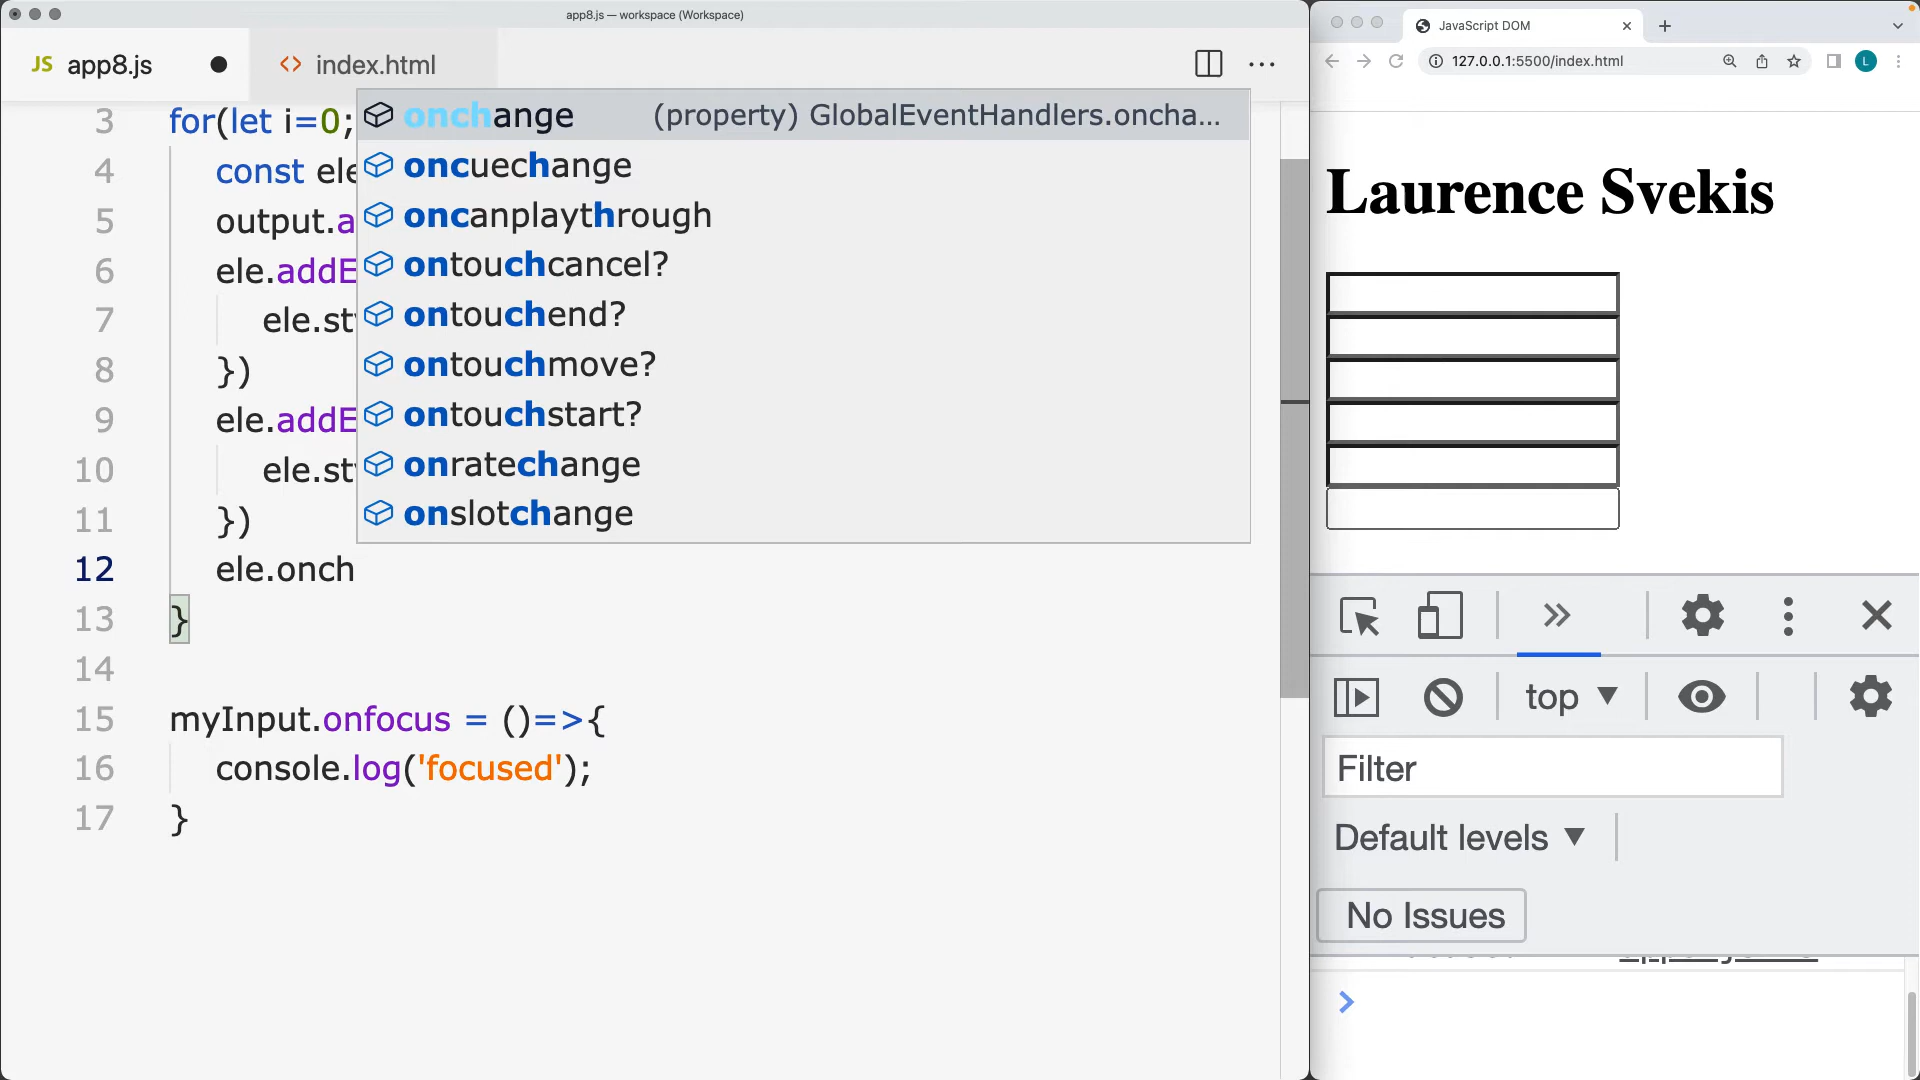 app8.js — workspace (Workspace)
JS app8.js
<> index.html
3 for(let i=0;
4 const ele
5 output.a
6 ele.addE
7 ele.sty
8 })
9 ele.addE
10 ele.sty
11 })
12 ele.onch
13 }
14
15 myInput.onfocus = ()=>{
16 console.log('focused');
17 }
onchange (property) GlobalEventHandlers.oncha...
oncuechange
oncanplaythrough
ontouchcancel?
ontouchend?
ontouchmove?
ontouchstart?
onratechange
onslotchange
JavaScript DOM
127.0.0.1:5500/index.html
L
Laurence Svekis
top
Filter
Default levels
No Issues